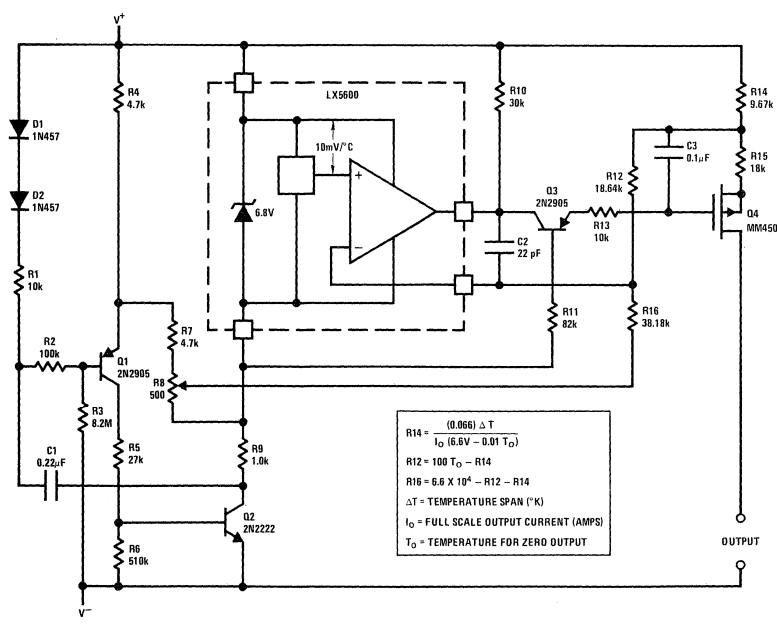 V+
R4
4.7k
D1
1N457
D2
1N457
R1
10k
R2
100k
R3
8.2M
C1
0.22μF
Q1
2N2905
R5
27k
R6
510k
V−
R7
4.7k
R8
500
R9
1.0k
Q2
2N2222
LX5600
10mV/°C
6.8V
+
−
R10
30k
C2
22 pF
Q3
2N2905
R11
82k
R13
10k
R12
18.64k
C3
0.1μF
R14
9.67k
R15
18k
Q4
MM450
R16
38.18k
R14 = (0.066) ΔT
I_O (6.6V − 0.01 T_O)
R12 = 100 T_O − R14
R16 = 6.6 X 10^4 − R12 − R14
ΔT = TEMPERATURE SPAN (°K)
I_O = FULL SCALE OUTPUT CURRENT (AMPS)
T_O = TEMPERATURE FOR ZERO OUTPUT
OUTPUT